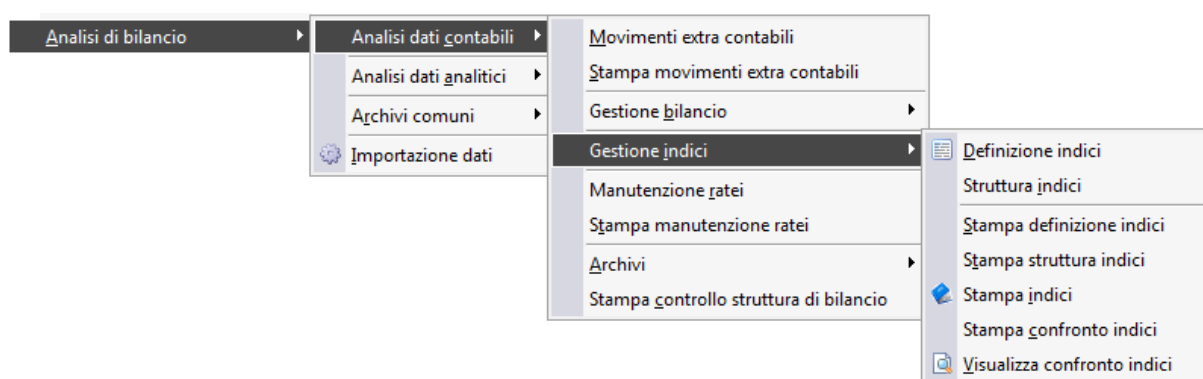 Analisi di bilancio
Analisi dati contabili
Analisi dati analitici
Archivi comuni
Importazione dati
Movimenti extra contabili
Stampa movimenti extra contabili
Gestione bilancio
Gestione indici
Manutenzione ratei
Stampa manutenzione ratei
Archivi
Stampa controllo struttura di bilancio
Definizione indici
Struttura indici
Stampa definizione indici
Stampa struttura indici
Stampa indici
Stampa confronto indici
Visualizza confronto indici